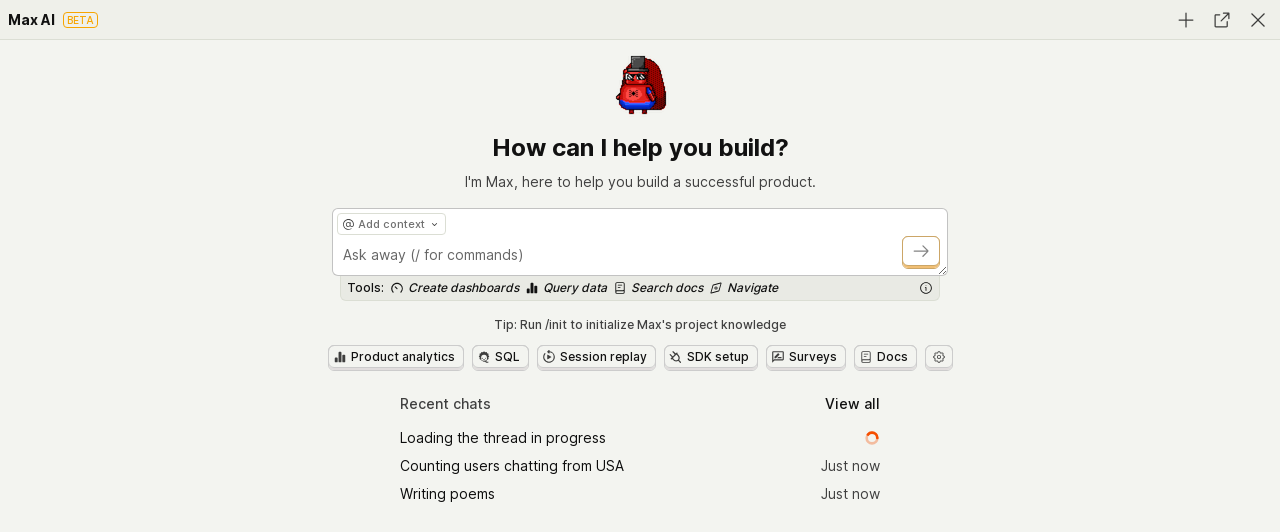 Max AI BETA
How can I help you build?
I'm Max, here to help you build a successful product.
@ Add context
Ask away (/ for commands)
Tools: Create dashboards Query data Search docs Navigate
Tip: Run /init to initialize Max's project knowledge
Product analytics SQL Session replay SDK setup Surveys Docs
Recent chats View all
Loading the thread in progress
Counting users chatting from USA Just now
Writing poems Just now